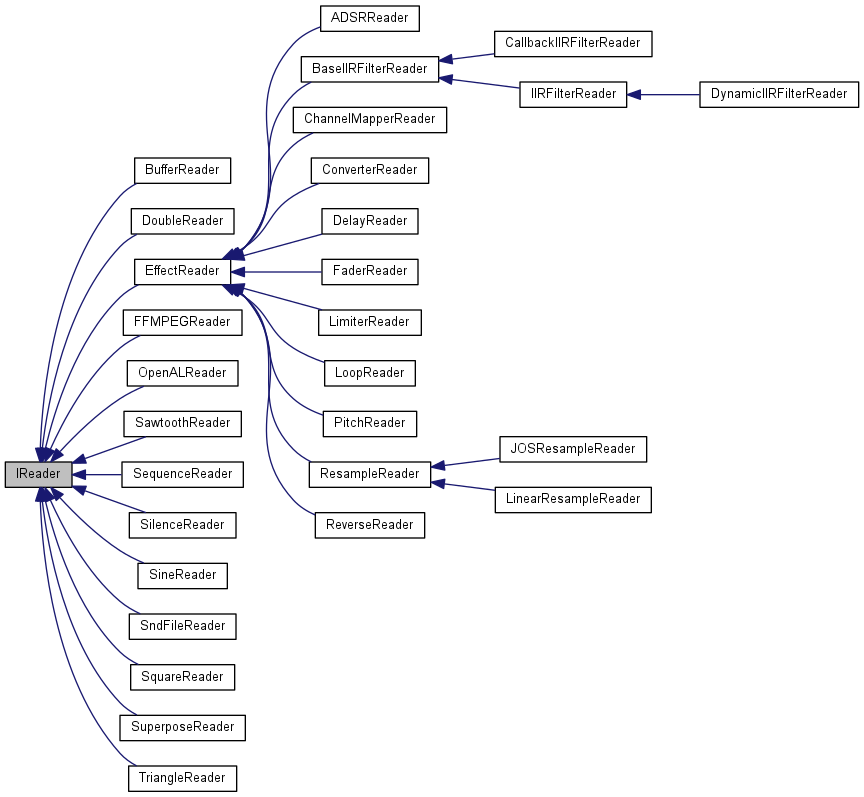 ADSRReader
CallbackIIRFilterReader
BaseIIRFilterReader
IIRFilterReader
DynamicIIRFilterReader
ChannelMapperReader
BufferReader
ConverterReader
DoubleReader
DelayReader
EffectReader
FaderReader
FFMPEGReader
LimiterReader
OpenALReader
LoopReader
SawtoothReader
PitchReader
JOSResampleReader
IReader
SequenceReader
ResampleReader
LinearResampleReader
SilenceReader
ReverseReader
SineReader
SndFileReader
SquareReader
SuperposeReader
TriangleReader